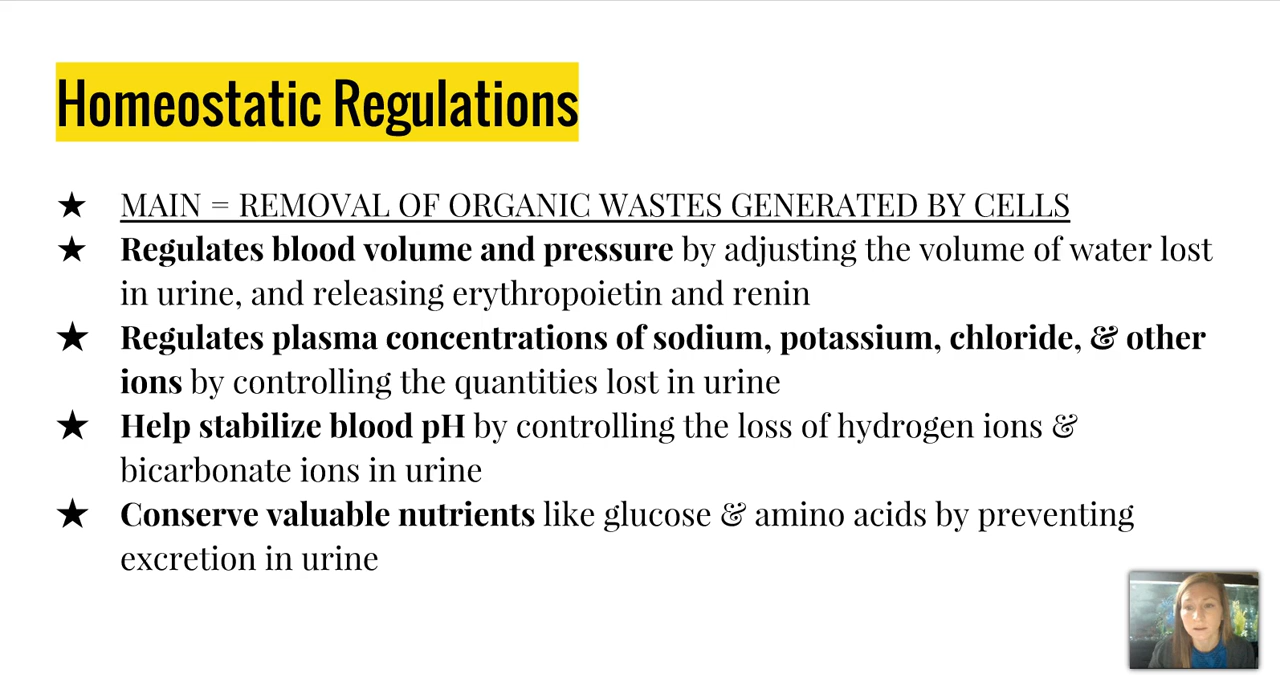 Homeostatic Regulations
★ MAIN = REMOVAL OF ORGANIC WASTES GENERATED BY CELLS
★ Regulates blood volume and pressure by adjusting the volume of water lost
in urine, and releasing erythropoietin and renin
★ Regulates plasma concentrations of sodium, potassium, chloride, & other
ions by controlling the quantities lost in urine
★ Help stabilize blood pH by controlling the loss of hydrogen ions &
bicarbonate ions in urine
★ Conserve valuable nutrients like glucose & amino acids by preventing
excretion in urine